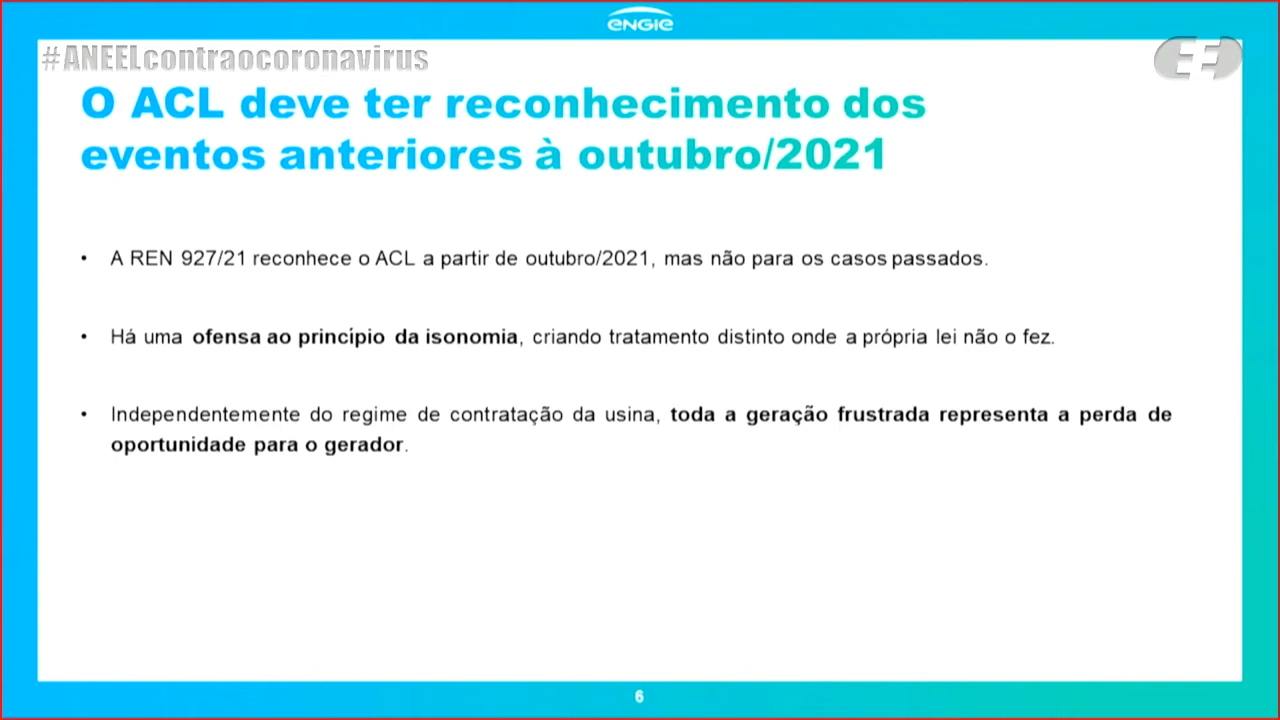 ENGIE
#ANEELcontraocoronavirus
O ACL deve ter reconhecimento dos
eventos anteriores à outubro/2021
• A REN 927/21 reconhece o ACL a partir de outubro/2021, mas não para os casos passados.
• Há uma ofensa ao princípio da isonomia, criando tratamento distinto onde a própria lei não o fez.
• Independentemente do regime de contratação da usina, toda a geração frustrada representa a perda de
oportunidade para o gerador.
6